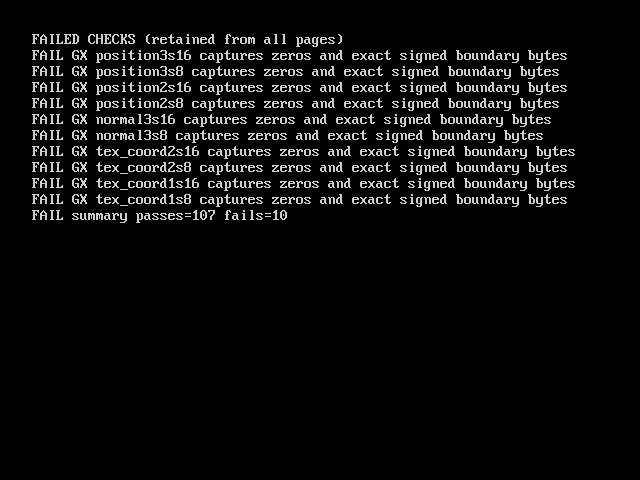 FAILED CHECKS (retained from all pages)
FAIL GX position3s16 captures zeros and exact signed boundary bytes
FAIL GX position3s8 captures zeros and exact signed boundary bytes
FAIL GX position2s16 captures zeros and exact signed boundary bytes
FAIL GX position2s8 captures zeros and exact signed boundary bytes
FAIL GX normal3s16 captures zeros and exact signed boundary bytes
FAIL GX normal3s8 captures zeros and exact signed boundary bytes
FAIL GX tex_coord2s16 captures zeros and exact signed boundary bytes
FAIL GX tex_coord2s8 captures zeros and exact signed boundary bytes
FAIL GX tex_coord1s16 captures zeros and exact signed boundary bytes
FAIL GX tex_coord1s8 captures zeros and exact signed boundary bytes
FAIL summary passes=107 fails=10